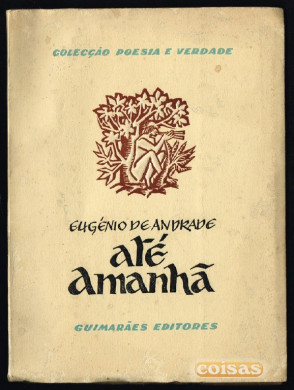 COLECÇÃO POESIA E VERDADE
EUGÉNIO DE ANDRADE
até
amanhã
GUIMARÃES EDITORES
coisas